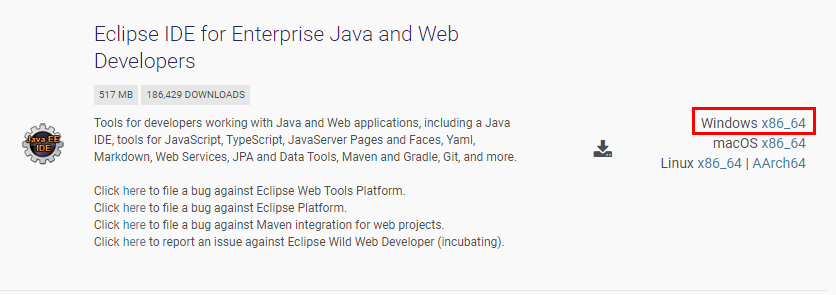 Eclipse IDE for Enterprise Java and Web
Developers
517 MB 186,429 DOWNLOADS
Java EE
IDE
Tools for developers working with Java and Web applications, including a Java
IDE, tools for JavaScript, TypeScript, JavaServer Pages and Faces, Yaml,
Markdown, Web Services, JPA and Data Tools, Maven and Gradle, Git, and more.
Click here to file a bug against Eclipse Web Tools Platform.
Click here to file a bug against Eclipse Platform.
Click here to file a bug against Maven integration for web projects.
Click here to report an issue against Eclipse Wild Web Developer (incubating).
Windows x86_64
macOS x86_64
Linux x86_64 | AArch64